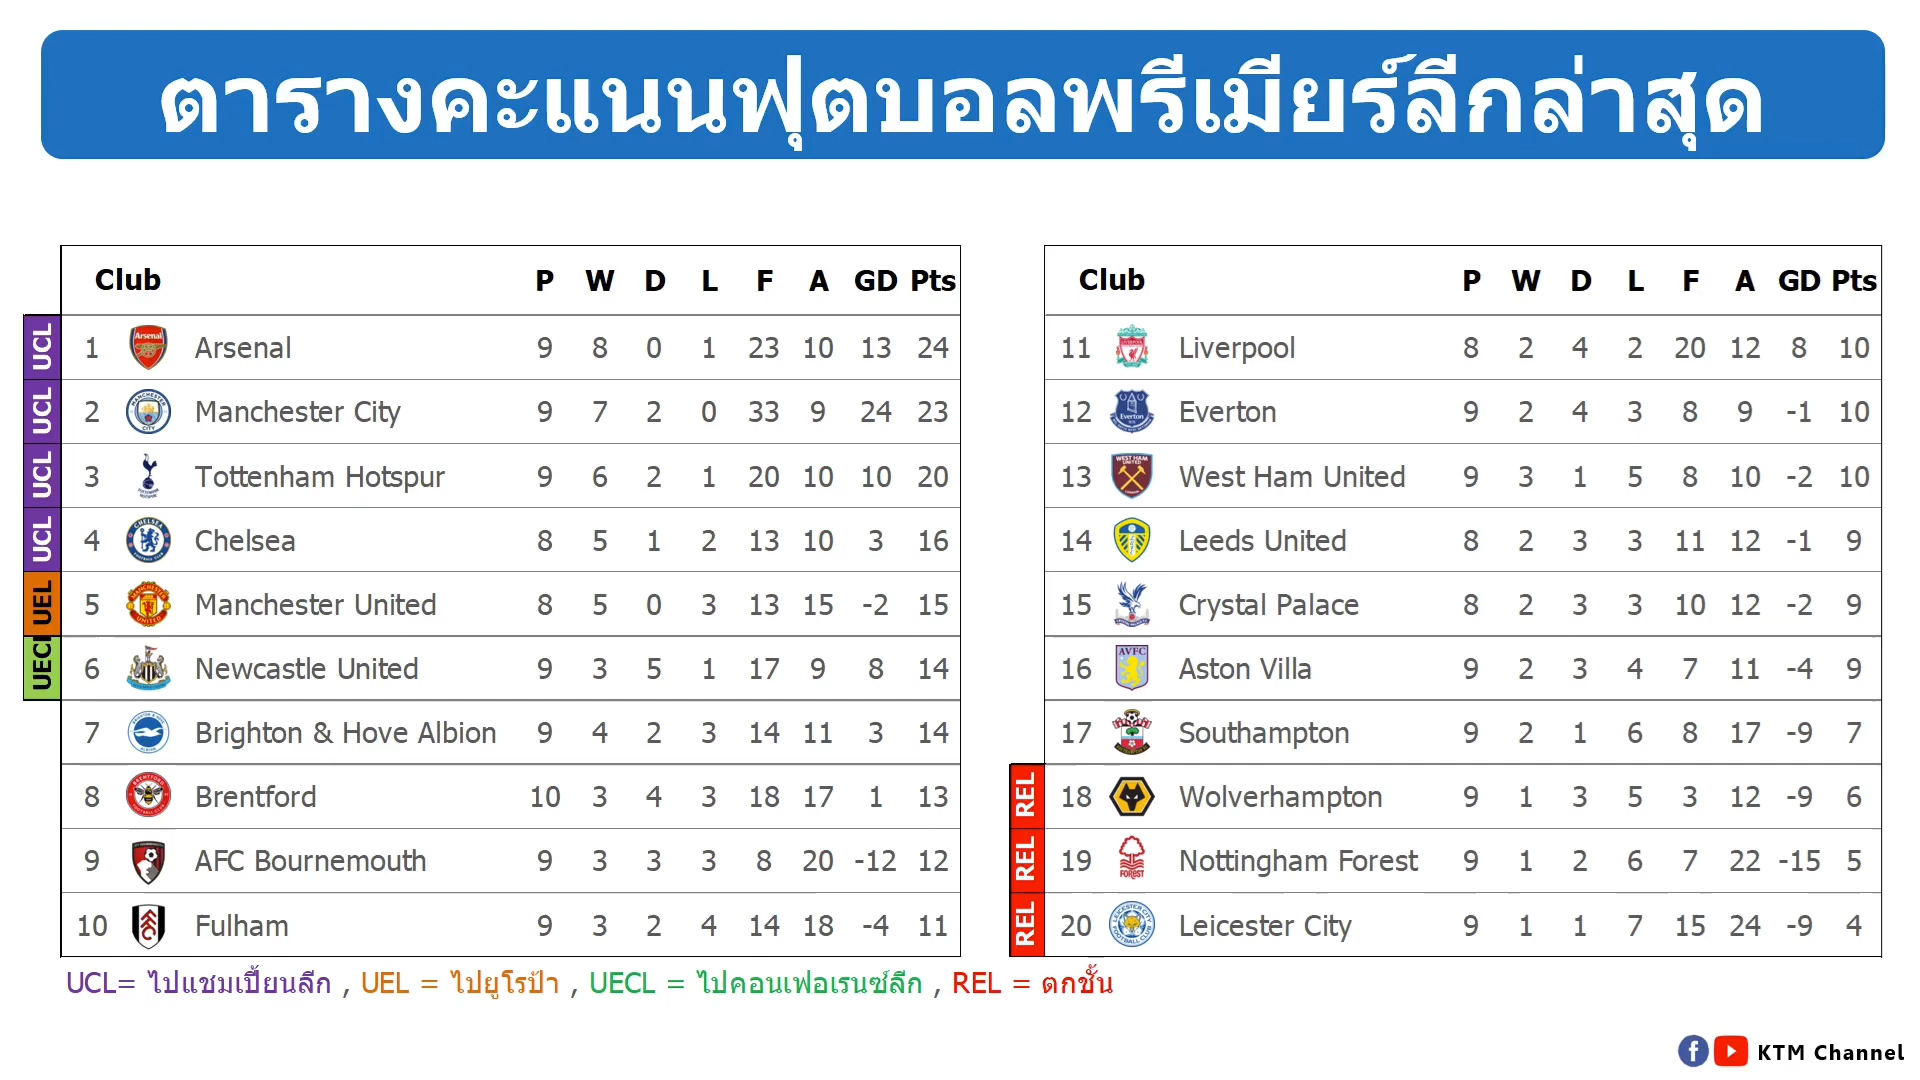 ตารางคะแนนฟุตบอลพรีเมียร์ลีกล่าสุด
Club P W D L F A GD Pts
UCL 1 Arsenal 9 8 0 1 23 10 13 24
UCL 2 Manchester City 9 7 2 0 33 9 24 23
UCL 3 Tottenham Hotspur 9 6 2 1 20 10 10 20
UCL 4 Chelsea 8 5 1 2 13 10 3 16
UEL 5 Manchester United 8 5 0 3 13 15 -2 15
UECL 6 Newcastle United 9 3 5 1 17 9 8 14
7 Brighton & Hove Albion 9 4 2 3 14 11 3 14
8 Brentford 10 3 4 3 18 17 1 13
9 AFC Bournemouth 9 3 3 3 8 20 -12 12
10 Fulham 9 3 2 4 14 18 -4 11
Club P W D L F A GD Pts
11 Liverpool 8 2 4 2 20 12 8 10
12 Everton 9 2 4 3 8 9 -1 10
13 West Ham United 9 3 1 5 8 10 -2 10
14 Leeds United 8 2 3 3 11 12 -1 9
15 Crystal Palace 8 2 3 3 10 12 -2 9
16 Aston Villa 9 2 3 4 7 11 -4 9
17 Southampton 9 2 1 6 8 17 -9 7
REL 18 Wolverhampton 9 1 3 5 3 12 -9 6
REL 19 Nottingham Forest 9 1 2 6 7 22 -15 5
REL 20 Leicester City 9 1 1 7 15 24 -9 4
UCL= ไปแชมเปี้ยนลีก , UEL = ไปยูโรป้า , UECL = ไปคอนเฟอเรนซ์ลีก , REL = ตกชั้น
KTM Channel